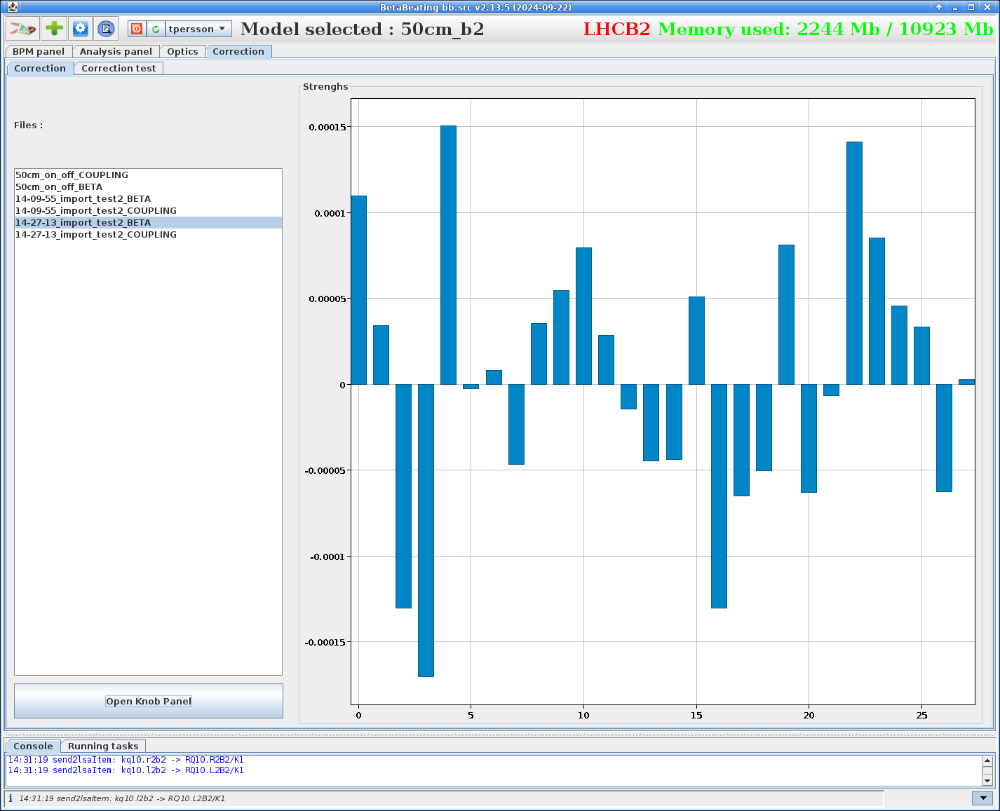 BetaBeating bb.src v2.13.5 (2024-09-22)
tpersson
Model selected : 50cm_b2
LHCB2
Memory used: 2244 Mb / 10923 Mb
BPM panel
Analysis panel
Optics
Correction
Correction
Correction test
Files :
50cm_on_off_COUPLING
50cm_on_off_BETA
14-09-55_import_test2_BETA
14-09-55_import_test2_COUPLING
14-27-13_import_test2_BETA
14-27-13_import_test2_COUPLING
Open Knob Panel
Strenghs
0.00015
0.0001
0.00005
0
-0.00005
-0.0001
-0.00015
0
5
10
15
20
25
Console
Running tasks
14:31:19 send2lsaItem: kq10.r2b2 -> RQ10.R2B2/K1
14:31:19 send2lsaItem: kq10.l2b2 -> RQ10.L2B2/K1
14:31:19 send2lsaItem: kq10.l2b2 -> RQ10.L2B2/K1